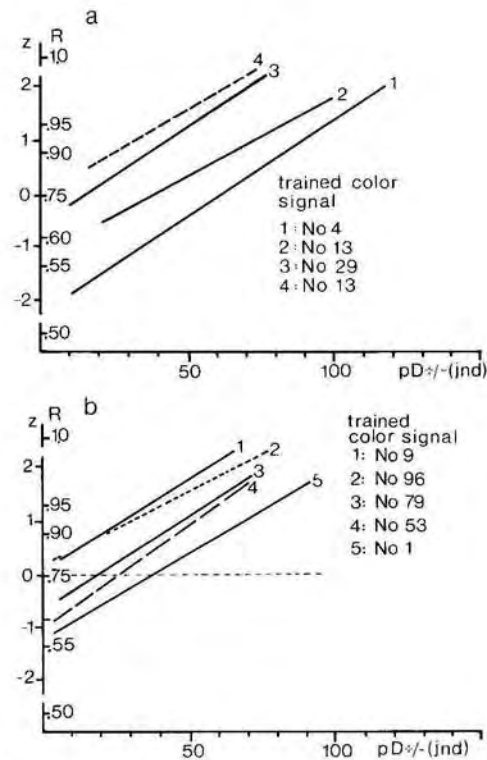 a
z R
1.0
2
.95
1
.90
0 .75
.60
-1
.55
-2
.50
4
3
2
1
trained color
signal
1: No 4
2: No 13
3: No 29
4: No 13
50 100 pD+/-(jnd)
b
z R
1.0
2
.95
1
.90
0 .75
-1
.55
-2
.50
1
2
3
4
5
trained
color signal
1: No 9
2: No 96
3: No 79
4: No 53
5: No 1
50 100 pD+/-(jnd)